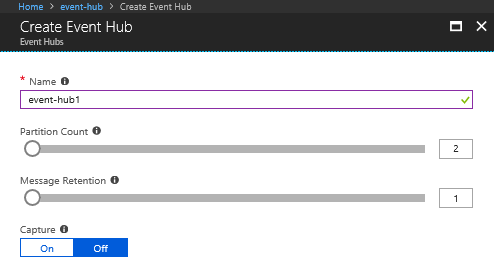 Home > event-hub > Create Event Hub
Create Event Hub
Event Hubs
* Name
event-hub1
Partition Count
2
Message Retention
1
Capture
On Off